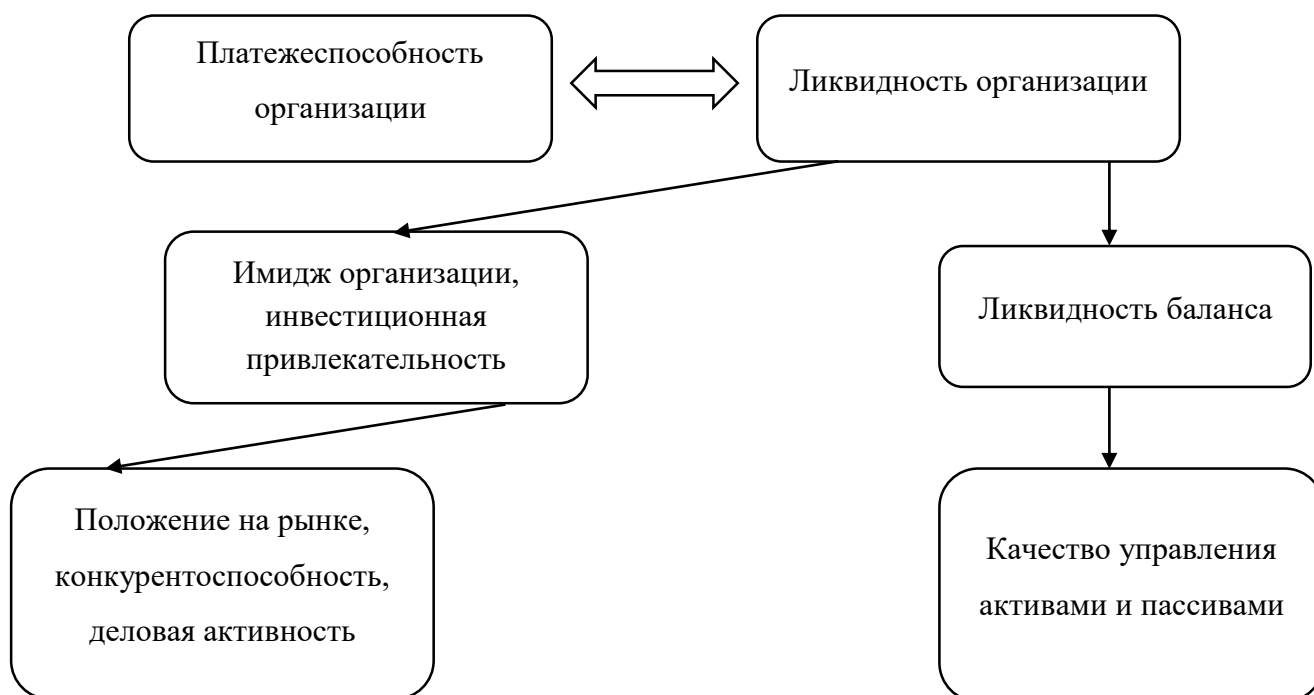 Платежеспособность
организации
Ликвидность организации
Имидж организации,
инвестиционная
привлекательность
Ликвидность баланса
Положение на рынке,
конкурентоспособность,
деловая активность
Качество управления
активами и пассивами